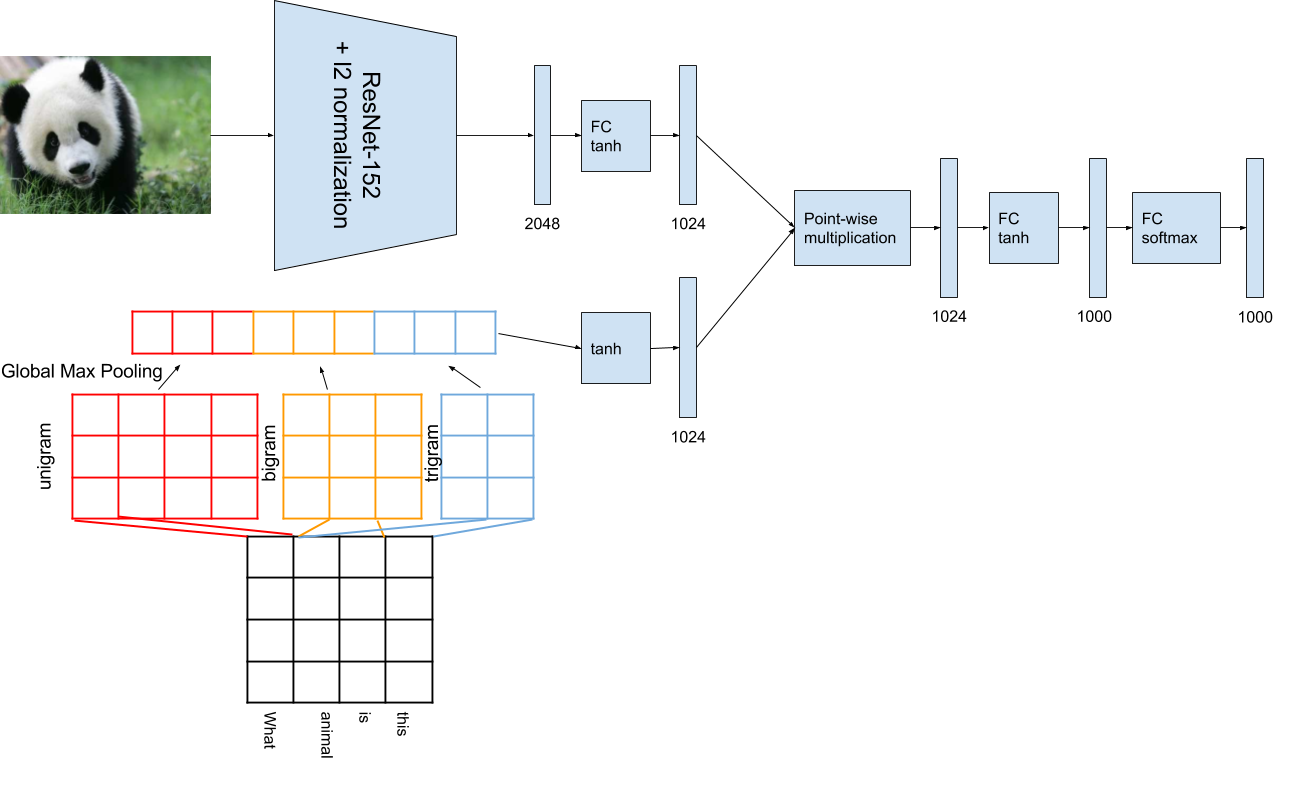 ResNet-152
+ l2 normalization
2048
FC
tanh
1024
Point-wise
multiplication
1024
FC
tanh
1000
FC
softmax
1000
tanh
1024
Global Max Pooling
unigram
bigram
trigram
What
animal
is
this